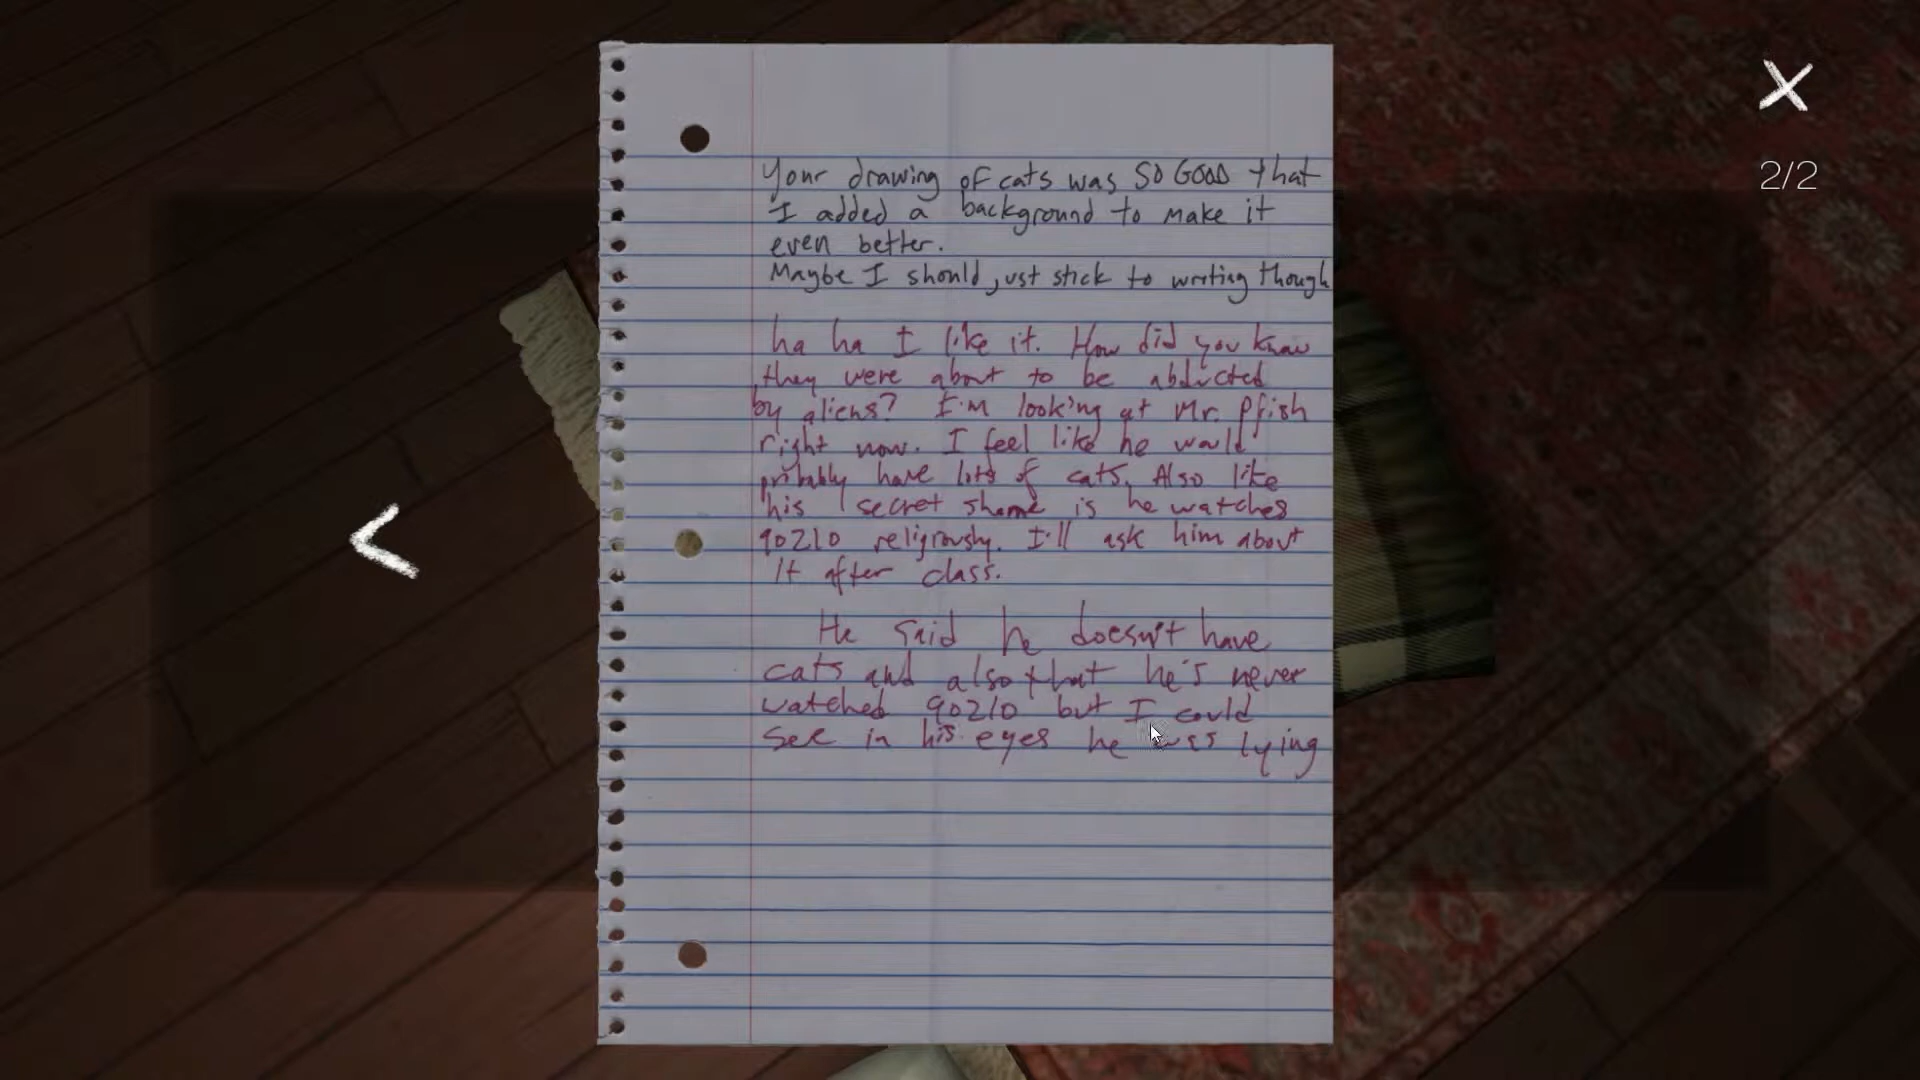 2/2
Your drawing of cats was SO GOOD that
I added a background to make it
even better.
Maybe I should just stick to writing though
ha ha I like it. How did you know
they were about to be abducted
by aliens? I'm looking at Mr. Pfish
right now. I feel like he would
probably have lots of cats. Also like
his secret shame is he watches
90210 religiously. I'll ask him about
it after class.
He said he doesn't have
cats and also that he's never
watched 90210 but I could
see in his eyes he was lying